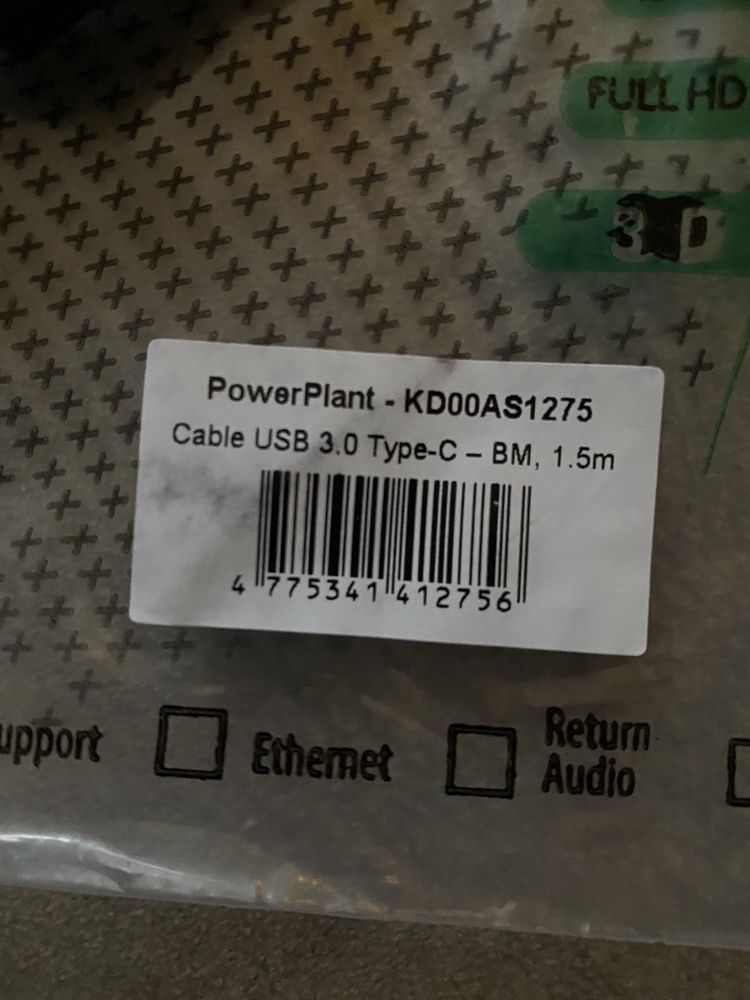 FULL HD
3D
PowerPlant - KD00AS1275
Cable USB 3.0 Type-C – BM, 1.5m
4 775341 412756
upport
Ethernet
Return
Audio